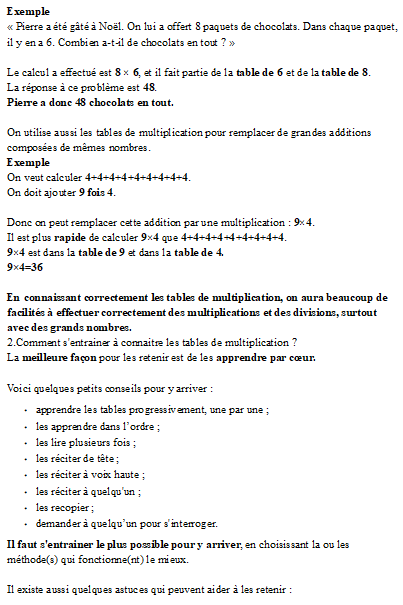 Exemple
« Pierre a été gâté à Noël. On lui a offert 8 paquets de chocolats. Dans chaque paquet,
il y en a 6. Combien a-t-il de chocolats en tout ? »
Le calcul a effectué est 8 × 6, et il fait partie de la table de 6 et de la table de 8.
La réponse à ce problème est 48.
Pierre a donc 48 chocolats en tout.
On utilise aussi les tables de multiplication pour remplacer de grandes additions
composées de mêmes nombres.
Exemple
On veut calculer 4+4+4+4+4+4+4+4+4.
On doit ajouter 9 fois 4.
Donc on peut remplacer cette addition par une multiplication : 9×4.
Il est plus rapide de calculer 9×4 que 4+4+4+4+4+4+4+4+4.
9×4 est dans la table de 9 et dans la table de 4.
9×4=36
En connaissant correctement les tables de multiplication, on aura beaucoup de
facilités à effectuer correctement des multiplications et des divisions, surtout
avec des grands nombres.
2.Comment s'entrainer à connaitre les tables de multiplication ?
La meilleure façon pour les retenir est de les apprendre par cœur.
Voici quelques petits conseils pour y arriver :
• apprendre les tables progressivement, une par une ;
• les apprendre dans l'ordre ;
• les lire plusieurs fois ;
• les réciter de tête ;
• les réciter à voix haute ;
• les réciter à quelqu'un ;
• les recopier ;
• demander à quelqu'un pour s'interroger.
Il faut s'entrainer le plus possible pour y arriver, en choisissant la ou les
méthode(s) qui fonctionne(nt) le mieux.
Il existe aussi quelques astuces qui peuvent aider à les retenir :